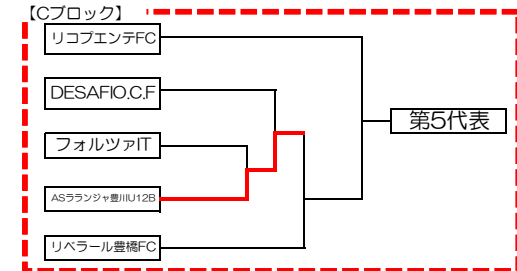 【Cブロック】
リコプエンテFC
DESAFIO.C.F
フォルツァIT
第5代表
ASラランジャ豊川U12B
リベラール豊橋FC